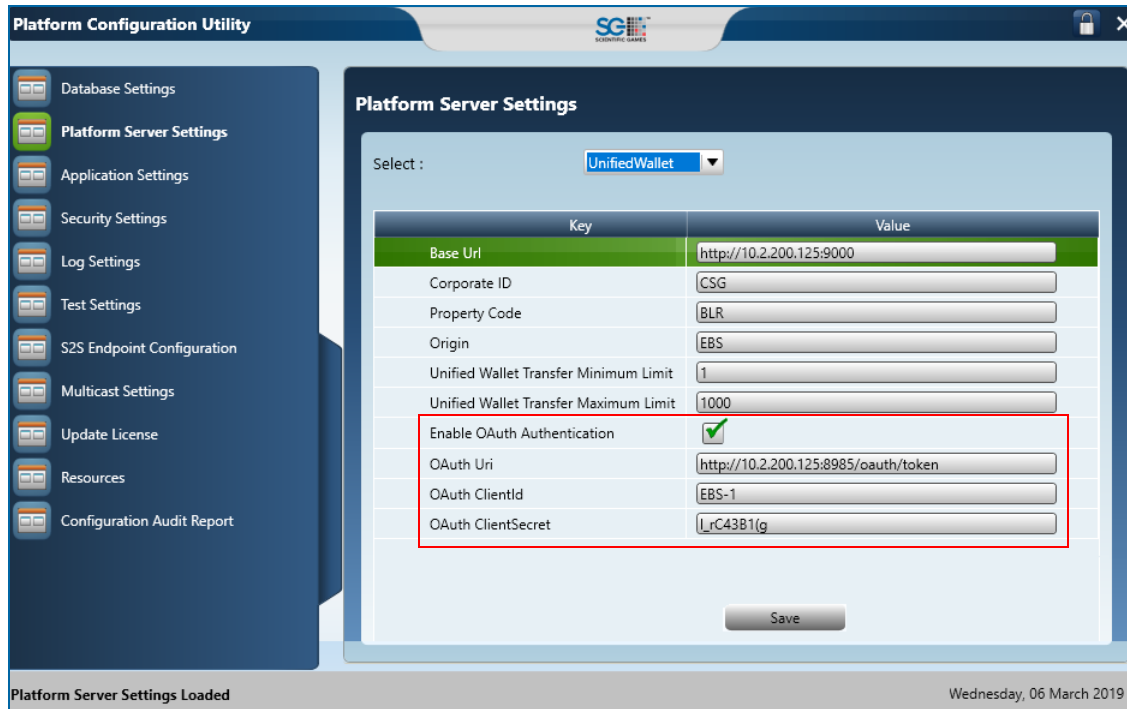 Platform Configuration Utility
SG
SCIENTIFIC GAMES
Database Settings
Platform Server Settings
Application Settings
Security Settings
Log Settings
Test Settings
S2S Endpoint Configuration
Multicast Settings
Update License
Resources
Configuration Audit Report
Platform Server Settings
Select : UnifiedWallet
Key Value
Base Url http://10.2.200.125:9000
Corporate ID CSG
Property Code BLR
Origin EBS
Unified Wallet Transfer Minimum Limit 1
Unified Wallet Transfer Maximum Limit 1000
Enable OAuth Authentication
OAuth Uri http://10.2.200.125:8985/oauth/token
OAuth ClientId EBS-1
OAuth ClientSecret l_rC43B1(g
Save
Platform Server Settings Loaded Wednesday, 06 March 2019